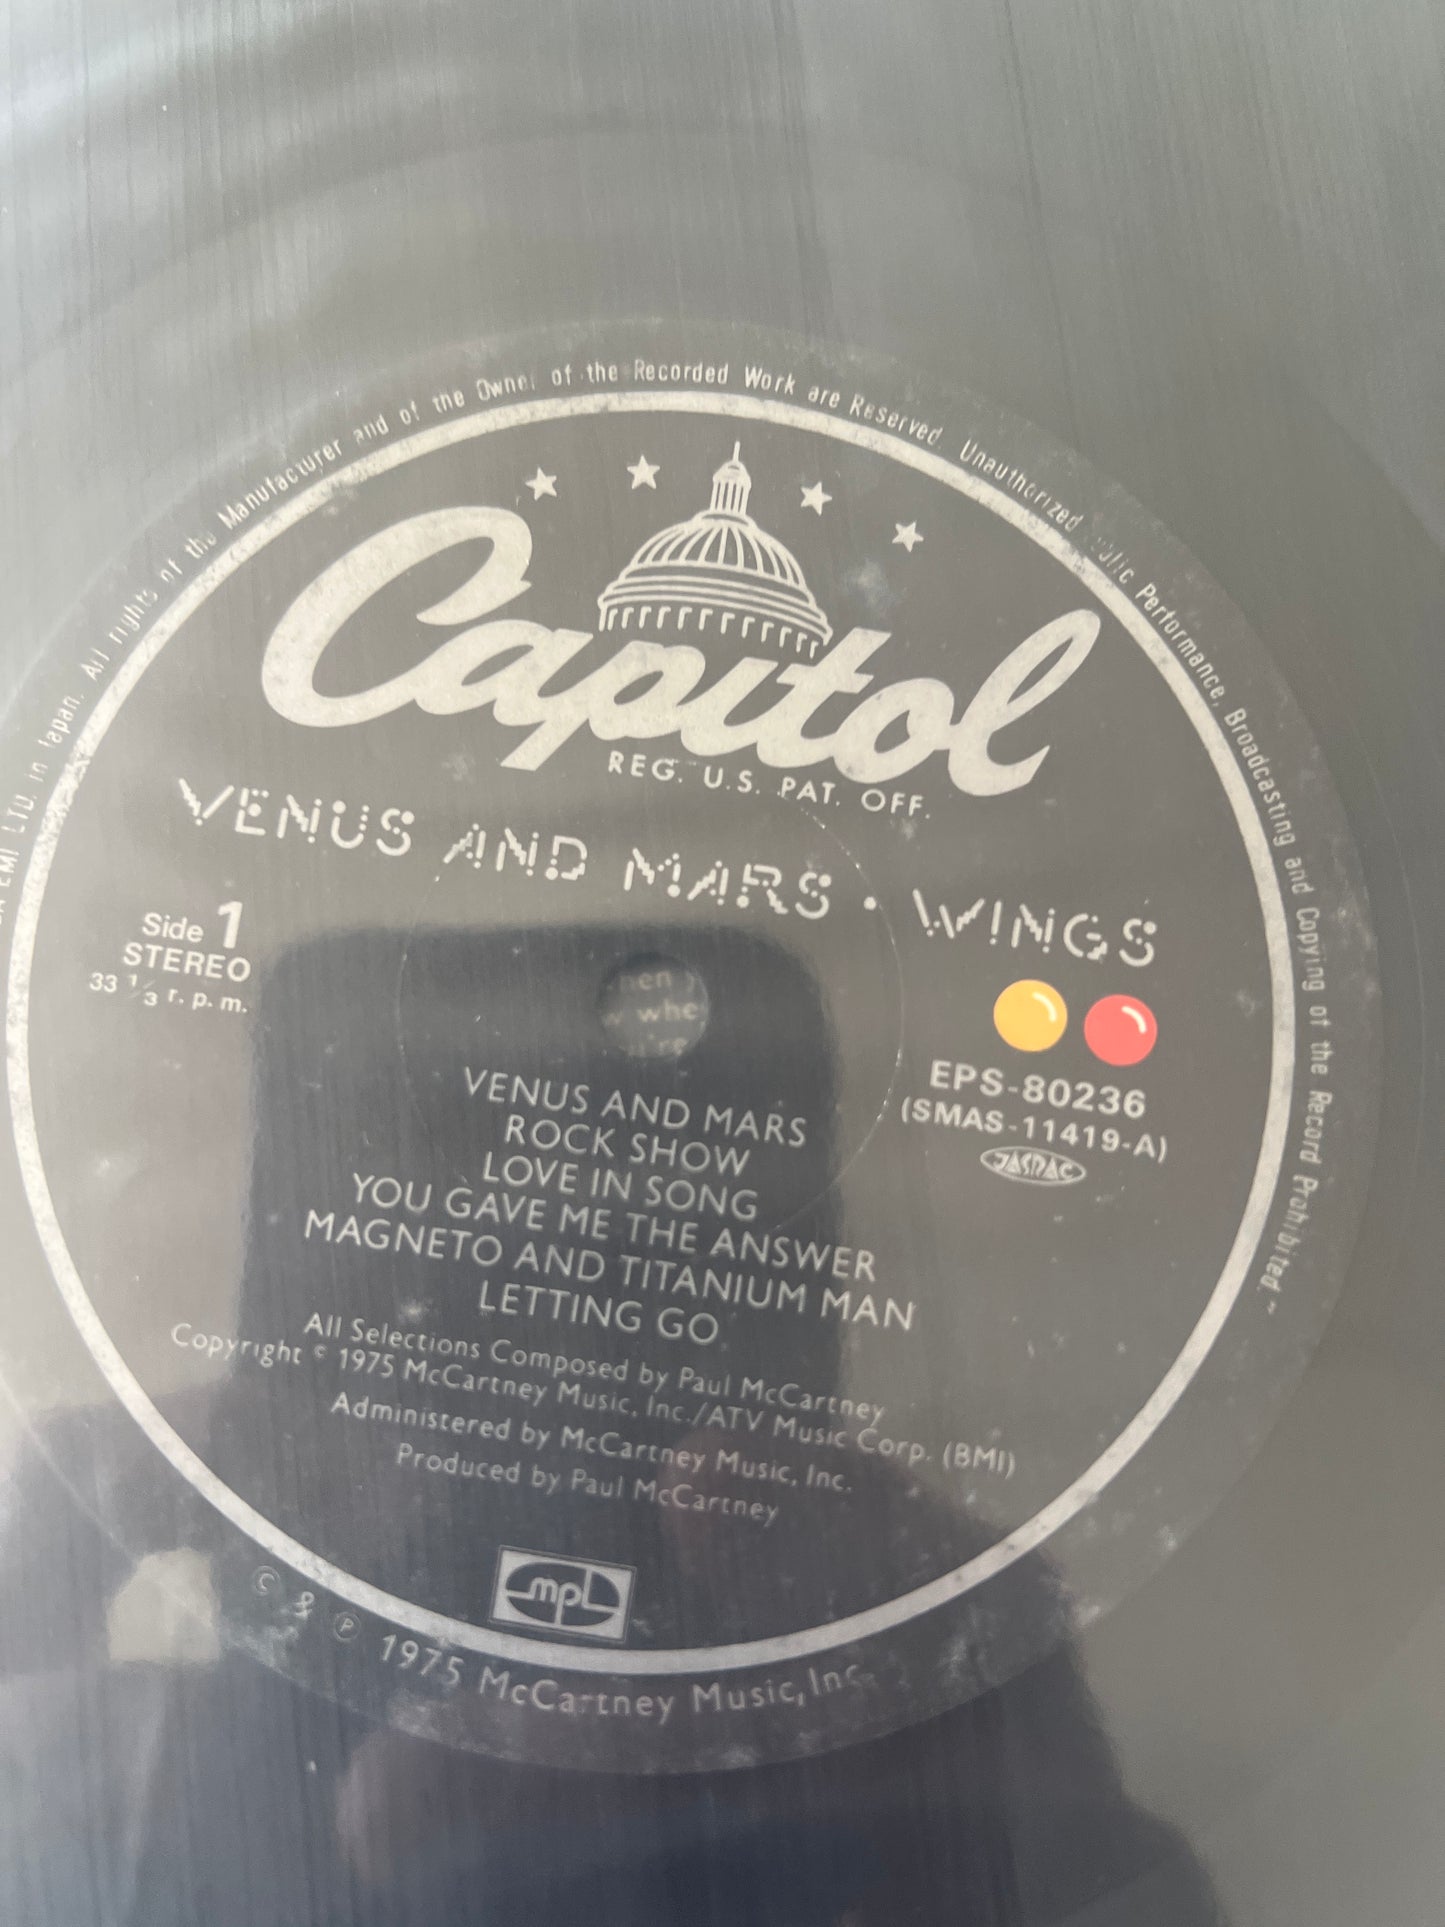 EMI LTD. in Japan. All rights of the Manufacturer and of the Owner of the Recorded Work are Reserved. Unauthorized Public Performance, Broadcasting and Copying of the Record Prohibited."
Capitol
REG. U.S. PAT. OFF.
VENUS AND MARS • WINGS
Side 1
STEREO
33 1/3 r.p.m.
EPS-80236
(SMAS-11419-A)
JASRAC
hen
whe
u're
VENUS AND MARS
ROCK SHOW
LOVE IN SONG
YOU GAVE ME THE ANSWER
MAGNETO AND TITANIUM MAN
LETTING GO
All Selections Composed by Paul McCartney
Copyright © 1975 McCartney Music, Inc./ATV Music Corp. (BMI)
Administered by McCartney Music, Inc.
Produced by Paul McCartney
mpl
© & ℗ 1975 McCartney Music, Inc.